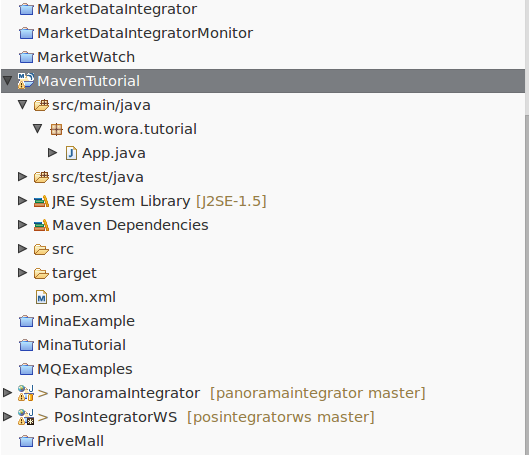 MarketDataIntegrator
MarketDataIntegratorMonitor
MarketWatch
MavenTutorial
src/main/java
com.wora.tutorial
App.java
src/test/java
JRE System Library [J2SE-1.5]
Maven Dependencies
src
target
pom.xml
MinaExample
MinaTutorial
MQExamples
> PanoramaIntegrator [panoramaintegrator master]
> PosIntegratorWS [posintegratorws master]
PriveMall